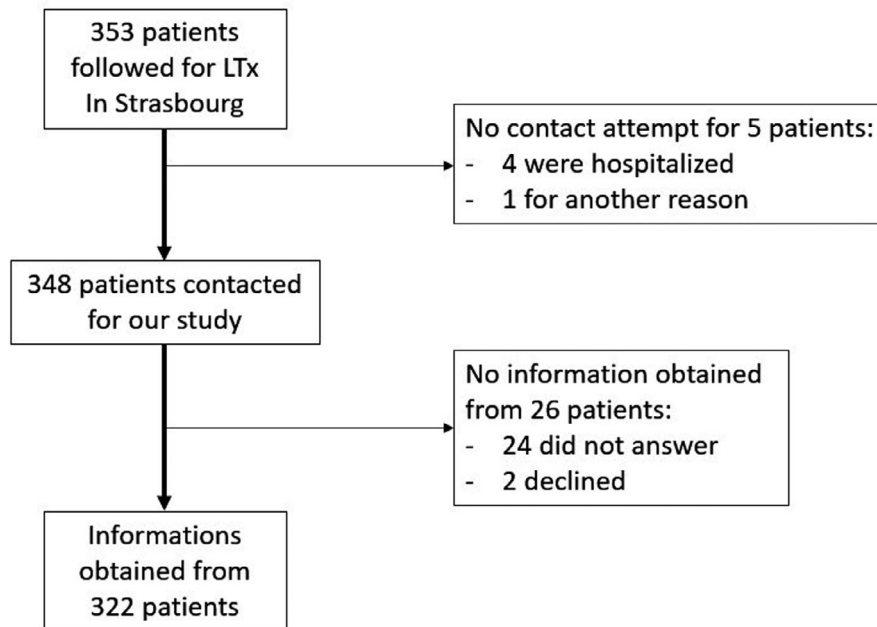 353 patients
followed for LTx
In Strasbourg
No contact attempt for 5 patients:
- 4 were hospitalized
- 1 for another reason
348 patients contacted
for our study
No information obtained
from 26 patients:
- 24 did not answer
- 2 declined
Informations
obtained from
322 patients